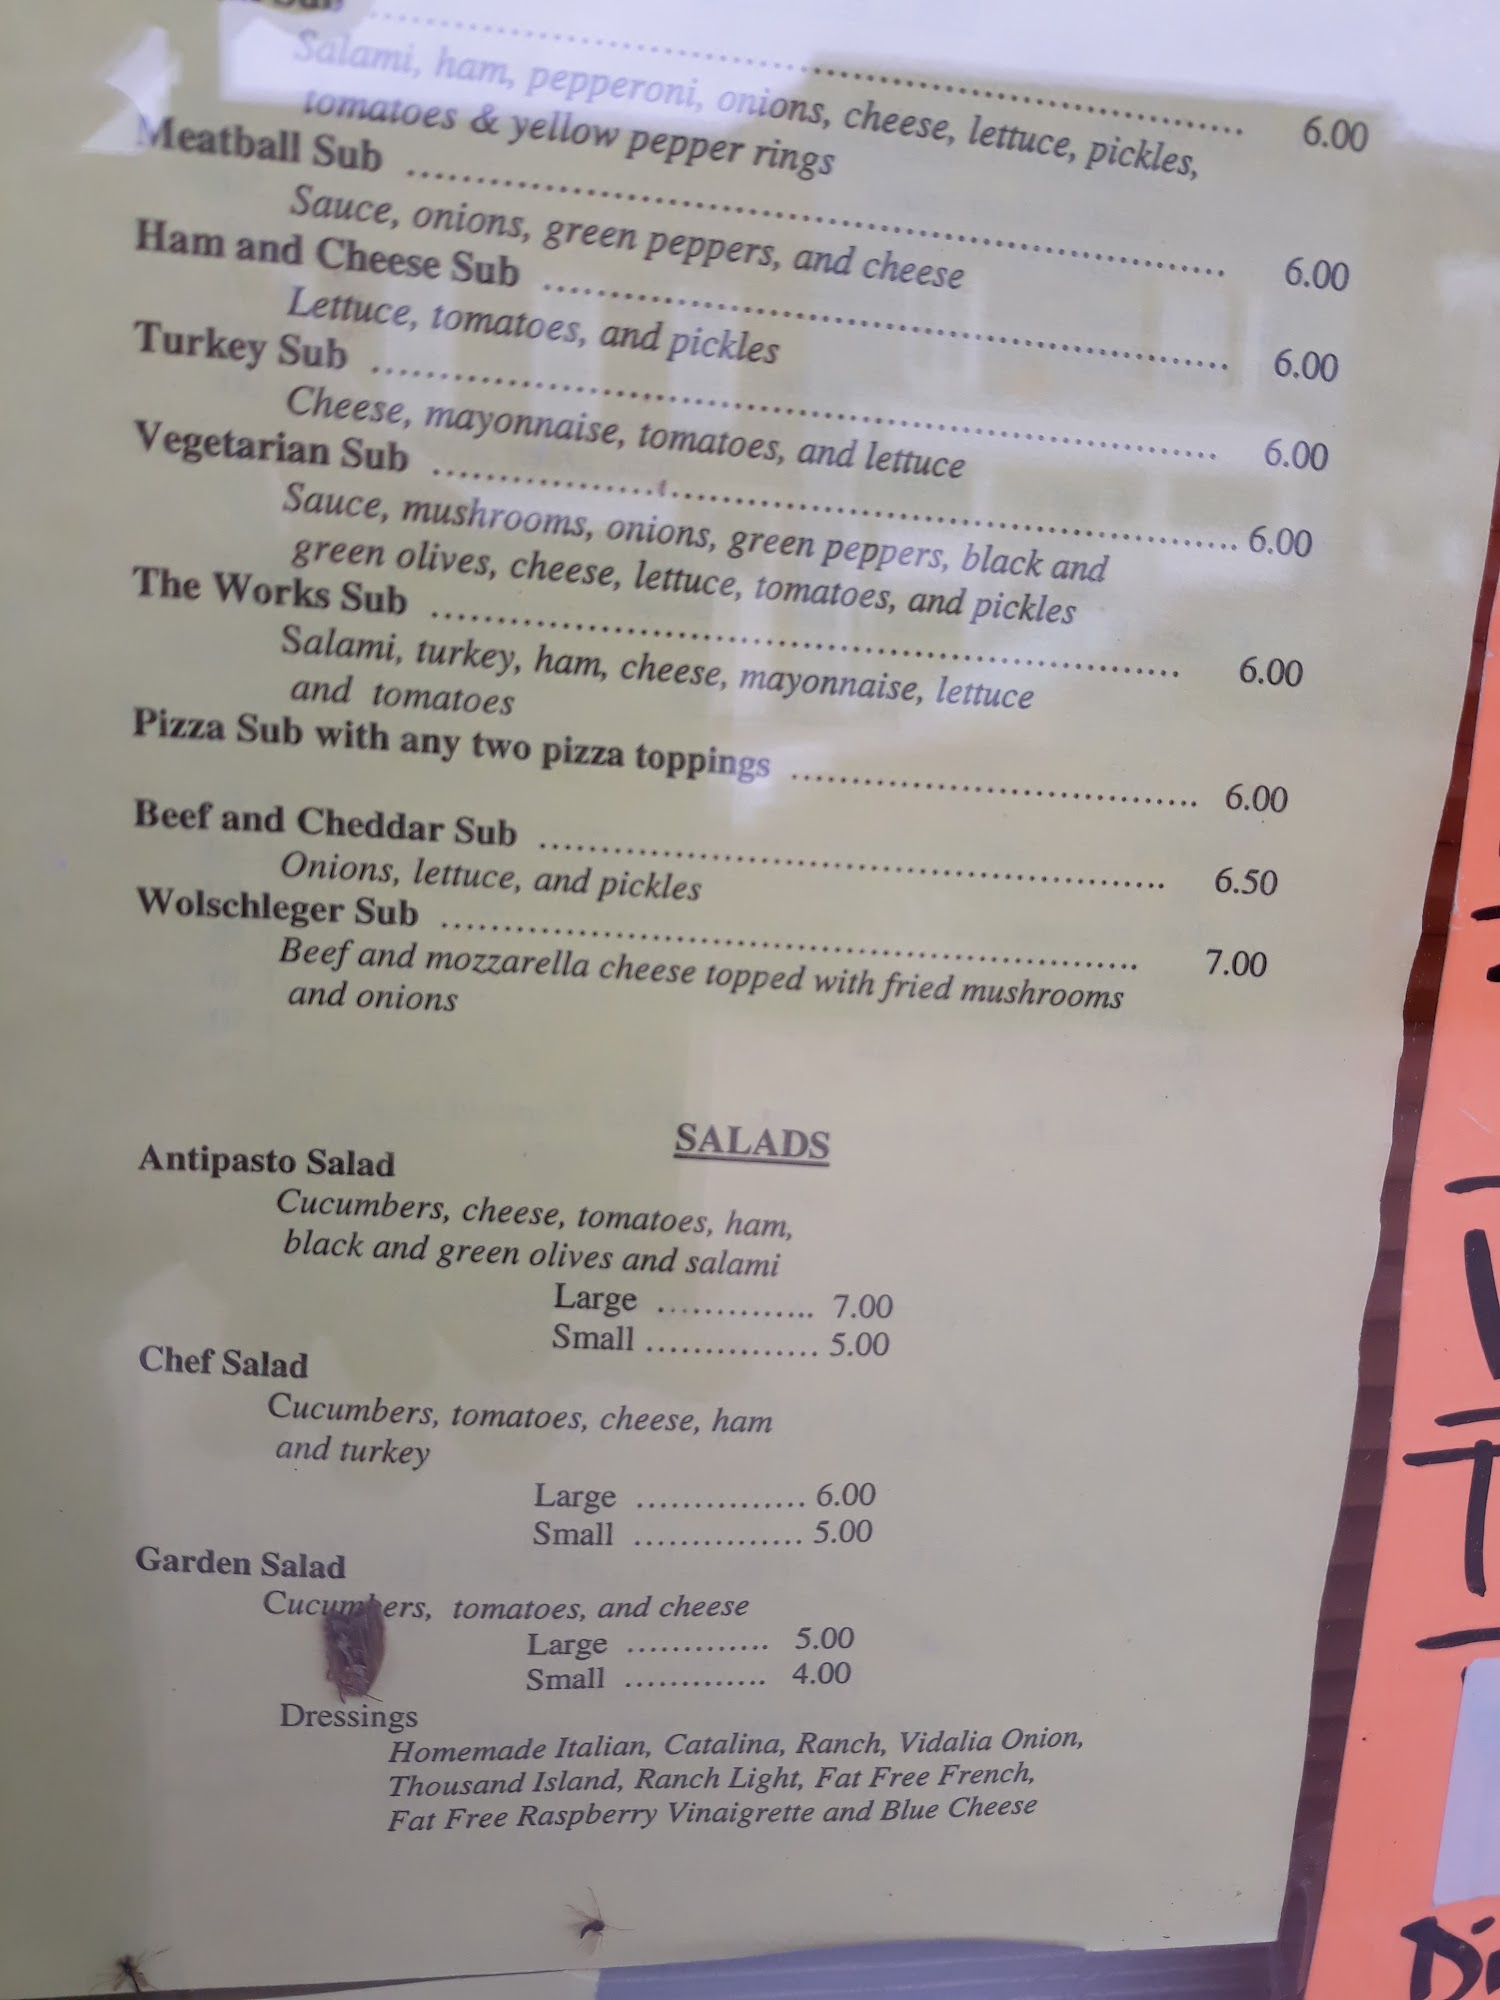 Sub ........ 6.00
Salami, ham, pepperoni, onions, cheese, lettuce, pickles,
tomatoes & yellow pepper rings
Meatball Sub ........ 6.00
Sauce, onions, green peppers, and cheese
Ham and Cheese Sub ........ 6.00
Lettuce, tomatoes, and pickles
Turkey Sub ........ 6.00
Cheese, mayonnaise, tomatoes, and lettuce
Vegetarian Sub ........ 6.00
Sauce, mushrooms, onions, green peppers, black and
green olives, cheese, lettuce, tomatoes, and pickles
The Works Sub ........ 6.00
Salami, turkey, ham, cheese, mayonnaise, lettuce
and tomatoes
Pizza Sub with any two pizza toppings ........ 6.00
Beef and Cheddar Sub ........ 6.50
Onions, lettuce, and pickles
Wolschleger Sub ........ 7.00
Beef and mozzarella cheese topped with fried mushrooms
and onions
SALADS
Antipasto Salad
Cucumbers, cheese, tomatoes, ham,
black and green olives and salami
Large .............. 7.00
Small ............... 5.00
Chef Salad
Cucumbers, tomatoes, cheese, ham
and turkey
Large ............... 6.00
Small ............... 5.00
Garden Salad
Cucumbers, tomatoes, and cheese
Large ............. 5.00
Small ............. 4.00
Dressings
Homemade Italian, Catalina, Ranch, Vidalia Onion,
Thousand Island, Ranch Light, Fat Free French,
Fat Free Raspberry Vinaigrette and Blue Cheese